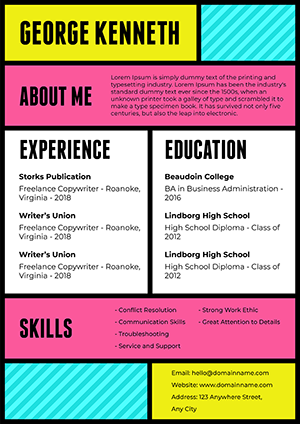 GEORGE KENNETH
ABOUT ME
Lorem Ipsum is simply dummy text of the printing and
typesetting industry. Lorem Ipsum has been the industry's
standard dummy text ever since the 1500s, when an
unknown printer took a galley of type and scrambled it to
make a type specimen book. It has survived not only five
centuries, but also the leap into electronic.
EXPERIENCE
Storks Publication
Freelance Copywriter - Roanoke,
Virginia - 2018
Writer's Union
Freelance Copywriter - Roanoke,
Virginia - 2018
Writer's Union
Freelance Copywriter - Roanoke,
Virginia - 2018
EDUCATION
Beaudoin College
BA in Business Administration -
2016
Lindborg High School
High School Diploma - Class of
2012
Lindborg High School
High School Diploma - Class of
2012
SKILLS
- Conflict Resolution
- Communication Skills
- Troubleshooting
- Service and Support
- Strong Work Ethic
- Great Attention to Details
Email: hello@domainname.com
Website: www.domainname.com
Address: 123 Anywhere Street,
Any City